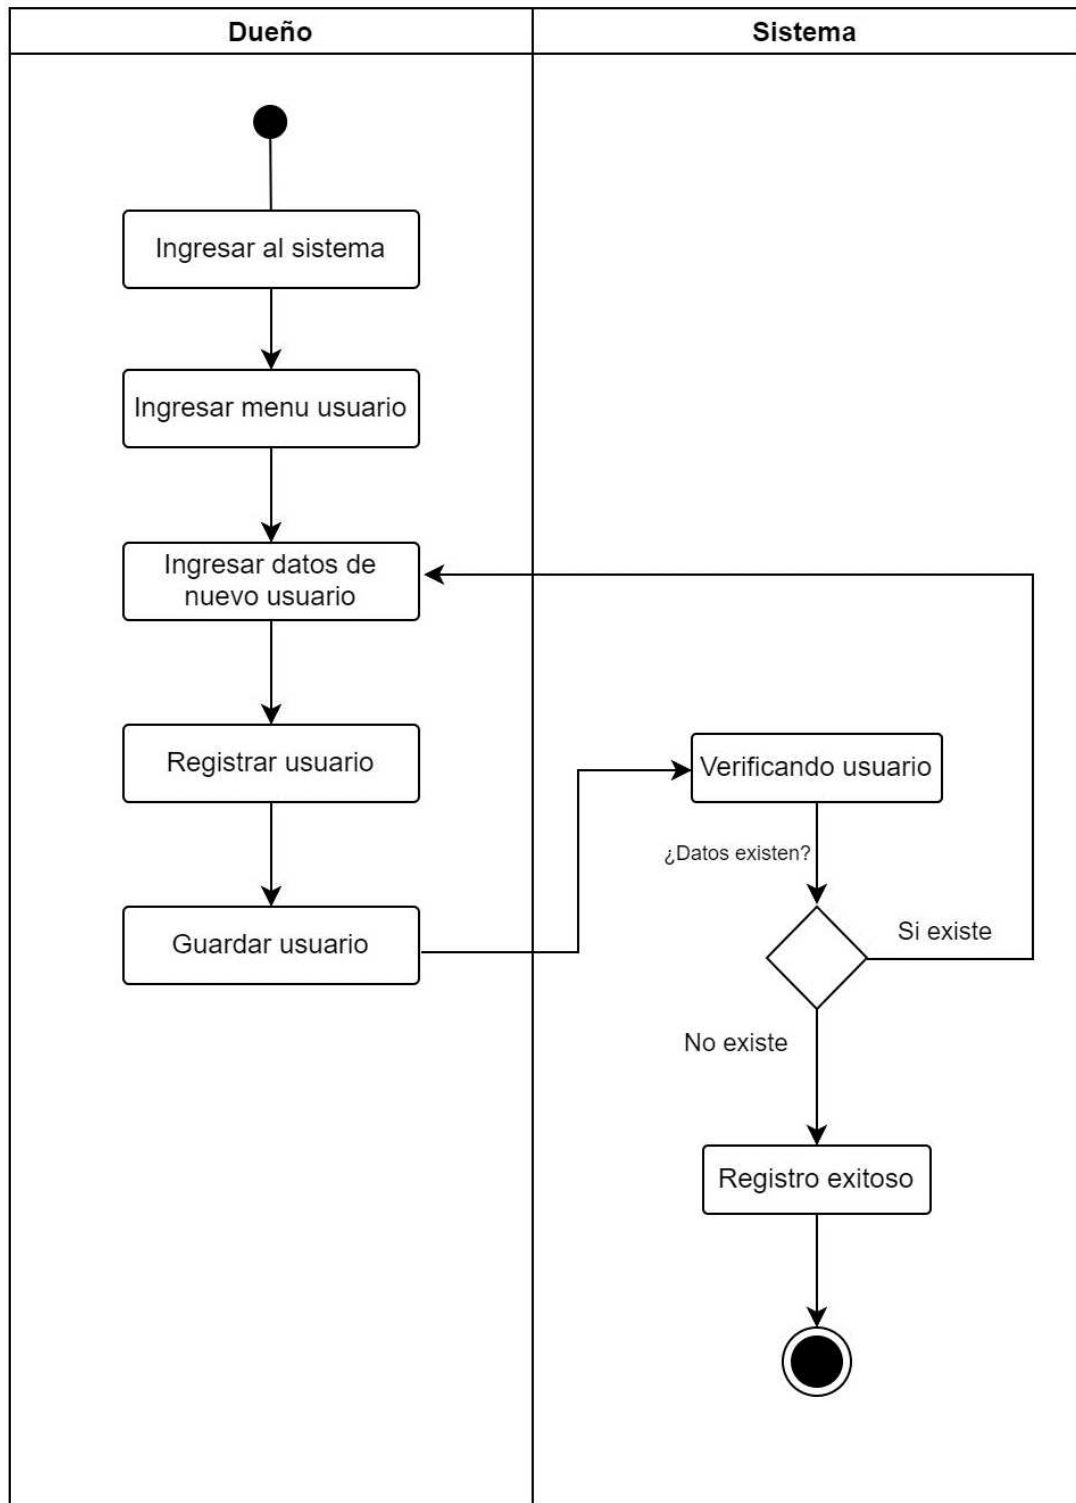 Dueño
Sistema
Ingresar al sistema
Ingresar menu usuario
Ingresar datos de
nuevo usuario
Registrar usuario
Verificando usuario
¿Datos existen?
Si existe
Guardar usuario
No existe
Registro exitoso